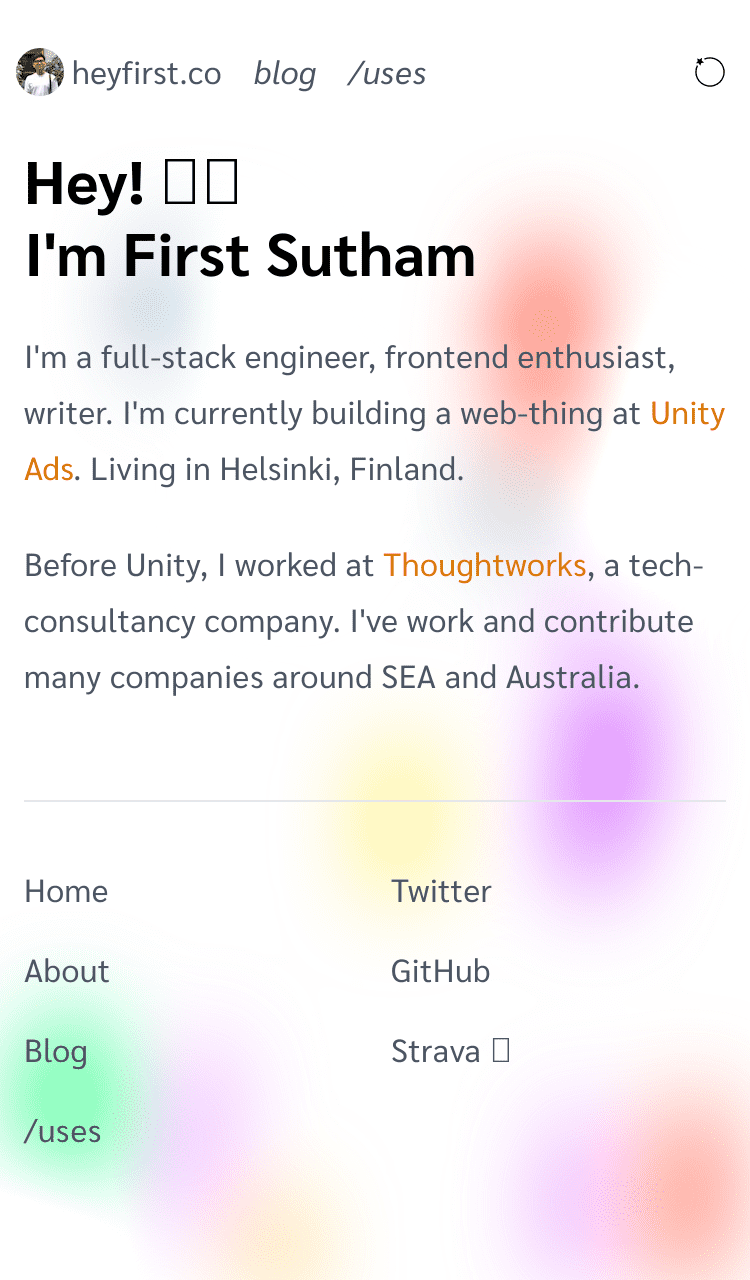 heyfirst.co blog /uses
Hey! 
I'm First Sutham
I'm a full-stack engineer, frontend enthusiast,
writer. I'm currently building a web-thing at Unity
Ads. Living in Helsinki, Finland.
Before Unity, I worked at Thoughtworks, a tech-
consultancy company. I've work and contribute
many companies around SEA and Australia.
Home
Twitter
About
GitHub
Blog
Strava
/uses